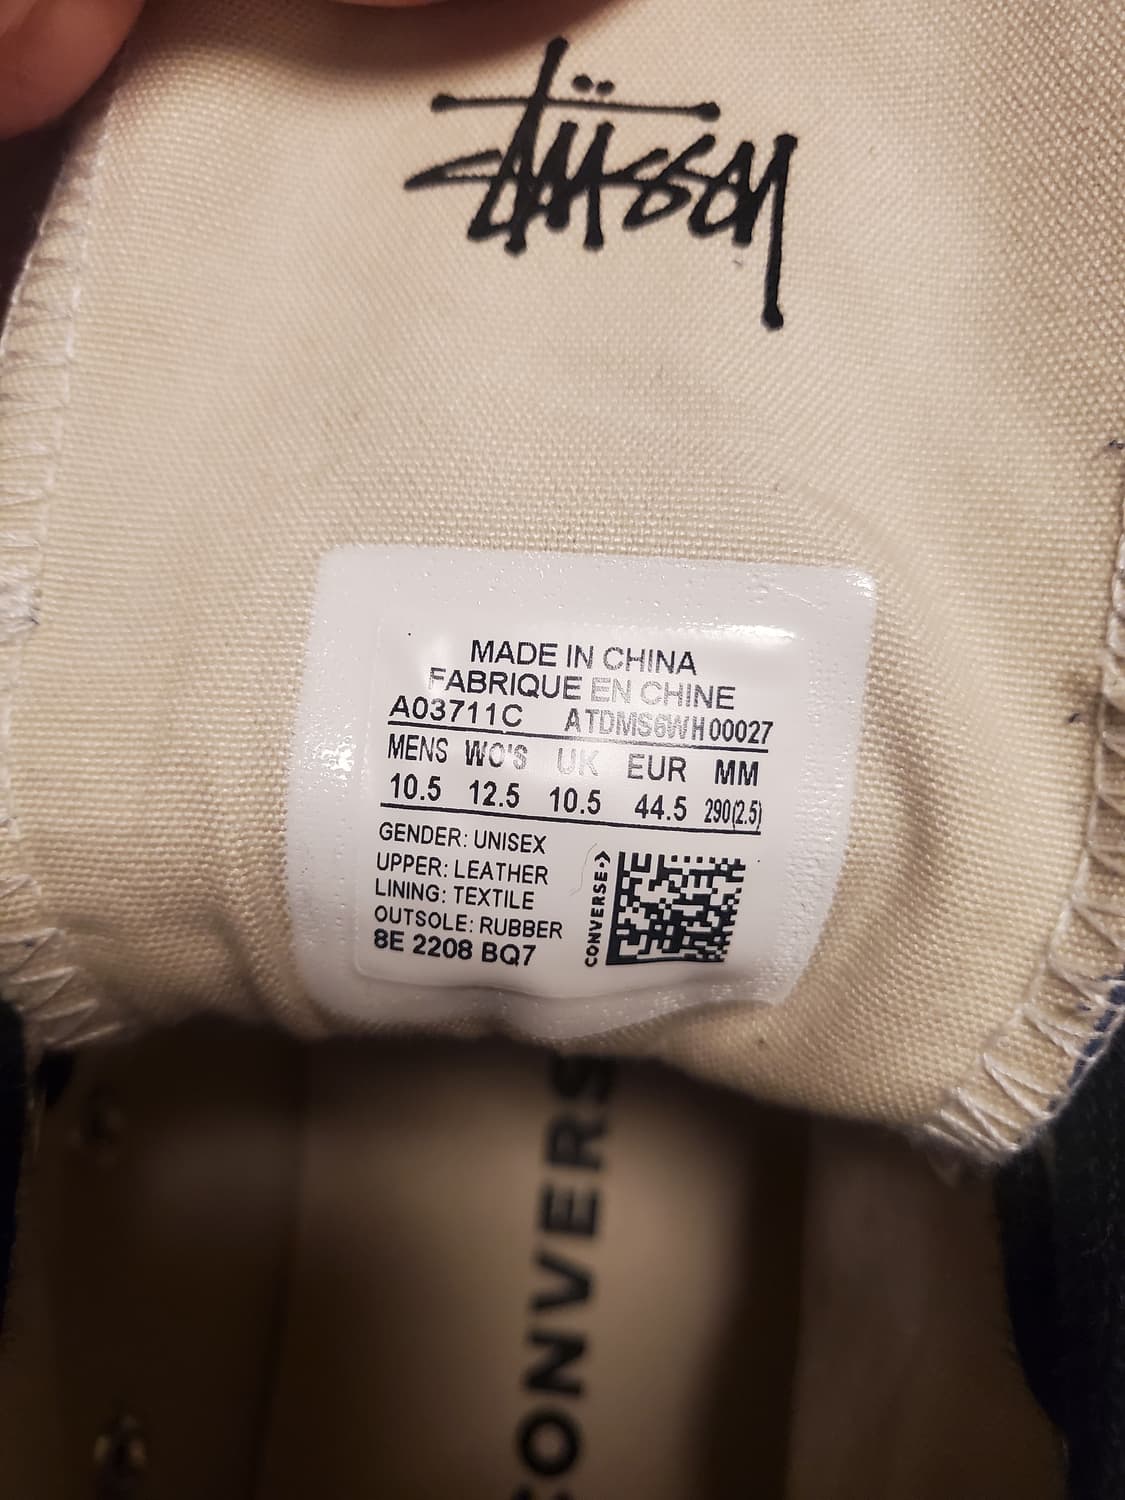 Stüssy
MADE IN CHINA
FABRIQUE EN CHINE
A03711C ATDMS6WH00027
MENS WO'S UK EUR MM
10.5 12.5 10.5 44.5 290(2.5)
GENDER: UNISEX
UPPER: LEATHER
LINING: TEXTILE
OUTSOLE: RUBBER
8E 2208 BQ7
CONVERSE
CONVERS